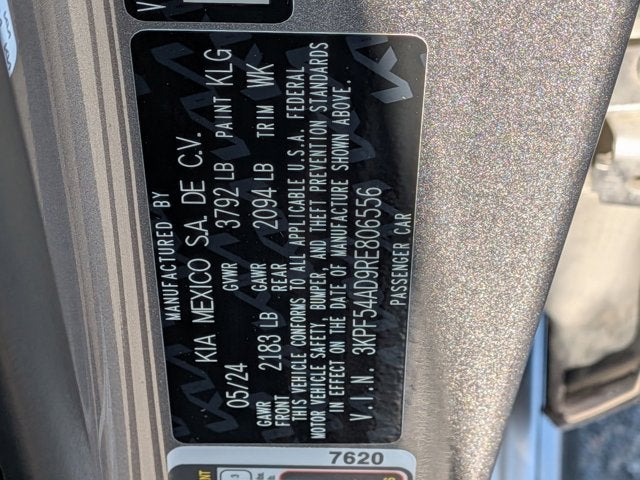 MANUFACTURED BY
KIA MEXICO S.A. DE C.V.
05/24 GVWR 3792 LB PAINT KLG
GAWR FRONT 2183 LB GAWR REAR 2094 LB TRIM WK
THIS VEHICLE CONFORMS TO ALL APPLICABLE U.S.A. FEDERAL
MOTOR VEHICLE SAFETY, BUMPER, AND THEFT PREVENTION STANDARDS
IN EFFECT ON THE DATE OF MANUFACTURE SHOWN ABOVE.
V.I.N. 3KPF54AD9RE806556
PASSENGER CAR
7620